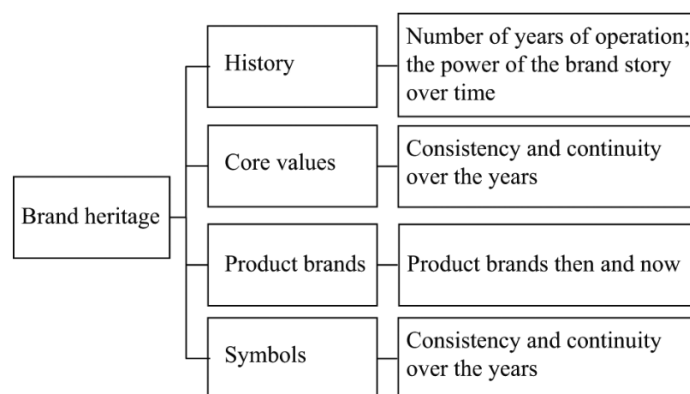 Brand heritage
History
Number of years of operation;
the power of the brand story
over time
Core values
Consistency and continuity
over the years
Product brands
Product brands then and now
Symbols
Consistency and continuity
over the years